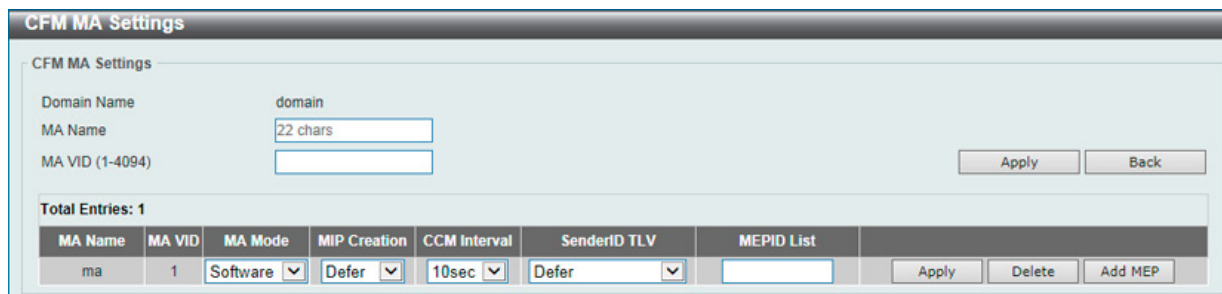 CFM MA Settings
CFM MA Settings
Domain Name domain
MA Name 22 chars
MA VID (1-4094) Apply Back
Total Entries: 1
MA Name MA VID MA Mode MIP Creation CCM Interval SenderID TLV MEPID List
ma 1 Software Defer 10sec Defer Apply Delete Add MEP